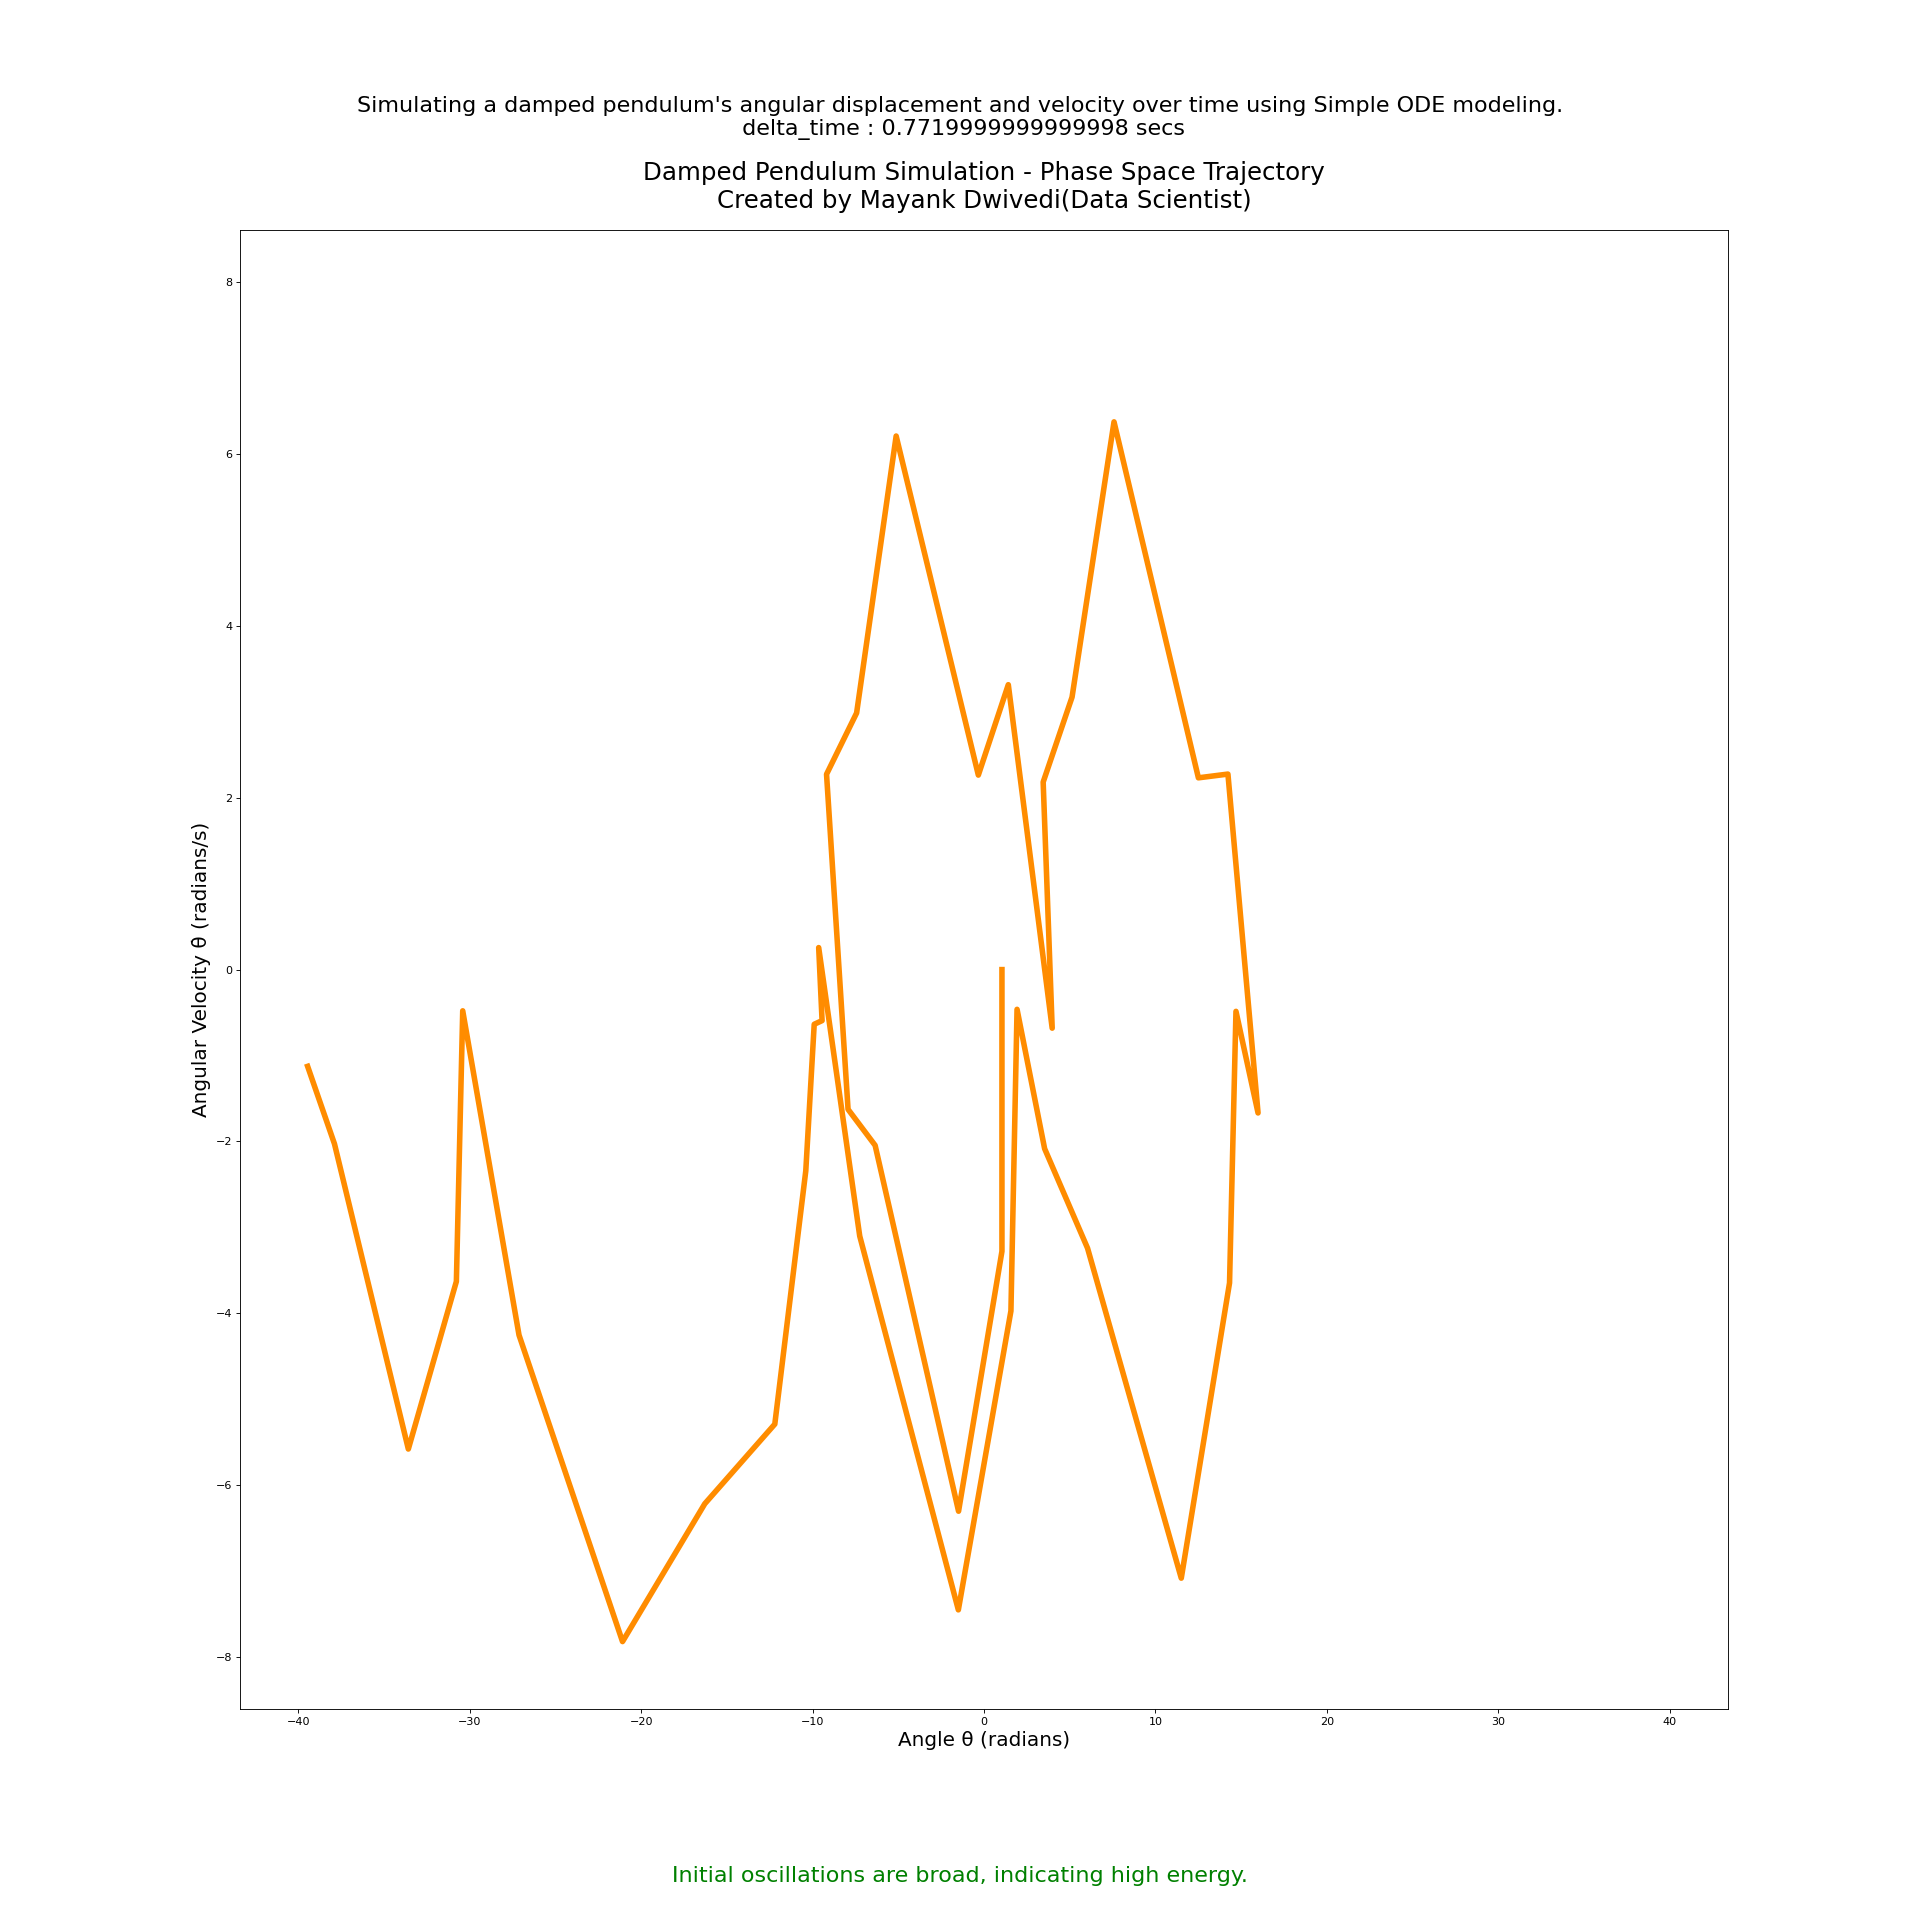 Simulating a damped pendulum's angular displacement and velocity over time using Simple ODE modeling.
delta_time : 0.7719999999999998 secs
Damped Pendulum Simulation - Phase Space Trajectory
Created by Mayank Dwivedi(Data Scientist)
8
6
4
2
0
−2
−4
−6
−8
Angular Velocity θ (radians/s)
−40
−30
−20
−10
0
10
20
30
40
Angle θ (radians)
Initial oscillations are broad, indicating high energy.